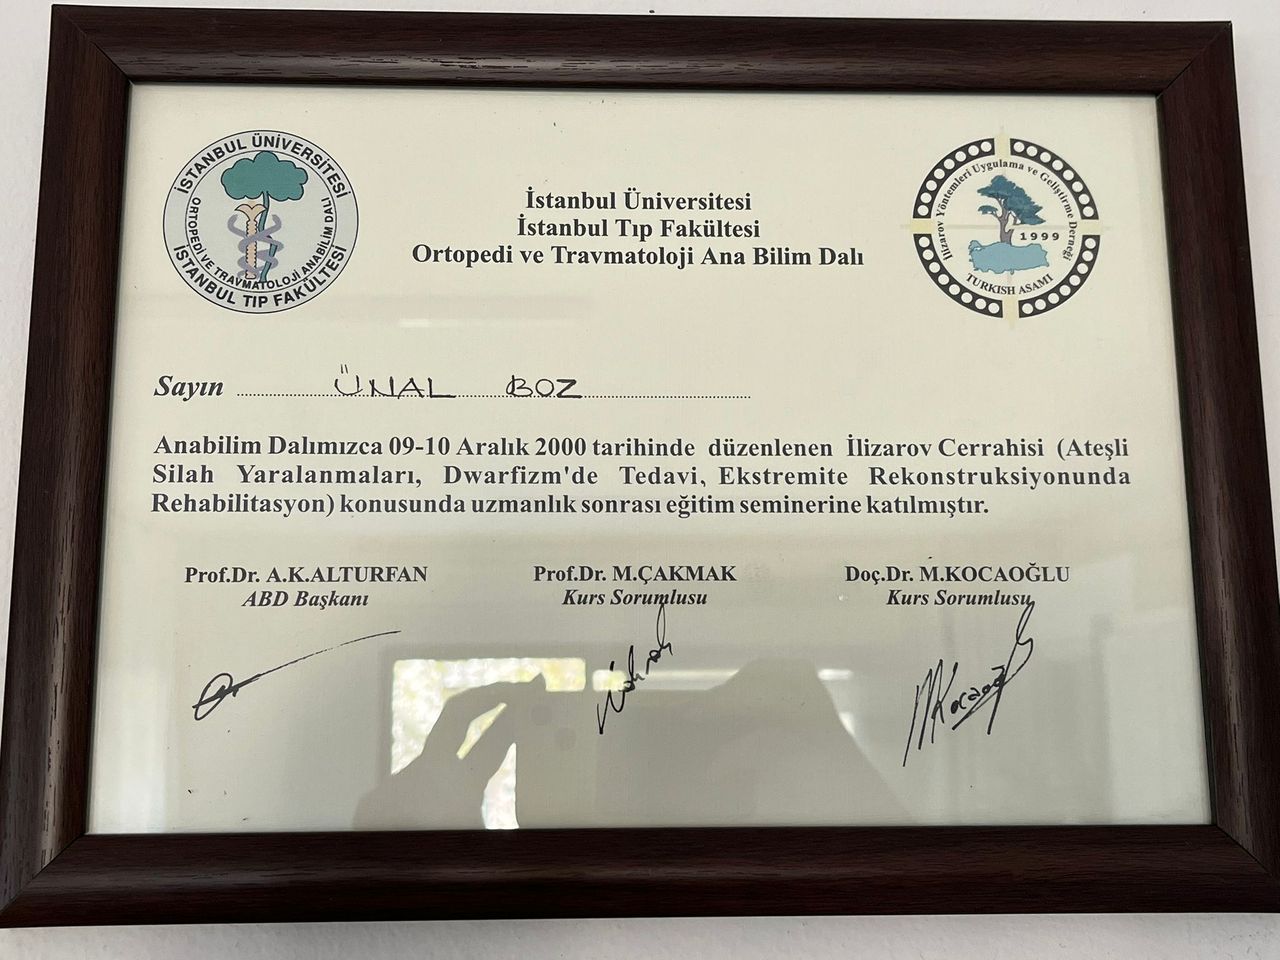 İSTANBUL ÜNİVERSİTESİ
ORTOPEDİ VE TRAVMATOLOJİ ANABİLİM DALI
İSTANBUL TIP FAKÜLTESİ
İstanbul Üniversitesi
İstanbul Tıp Fakültesi
Ortopedi ve Travmatoloji Ana Bilim Dalı
İlizarov Yöntemleri Uygulama ve Geliştirme Derneği
1999
TURKISH ASAMI
Sayın ÜNAL BOZ
Anabilim Dalımızca 09-10 Aralık 2000 tarihinde düzenlenen İlizarov Cerrahisi (Ateşli
Silah Yaralanmaları, Dwarfizm'de Tedavi, Ekstremite Rekonstruksiyonunda
Rehabilitasyon) konusunda uzmanlık sonrası eğitim seminerine katılmıştır.
Prof.Dr. A.K.ALTURFAN Prof.Dr. M.ÇAKMAK Doç.Dr. M.KOCAOĞLU
ABD Başkanı Kurs Sorumlusu Kurs Sorumlusu